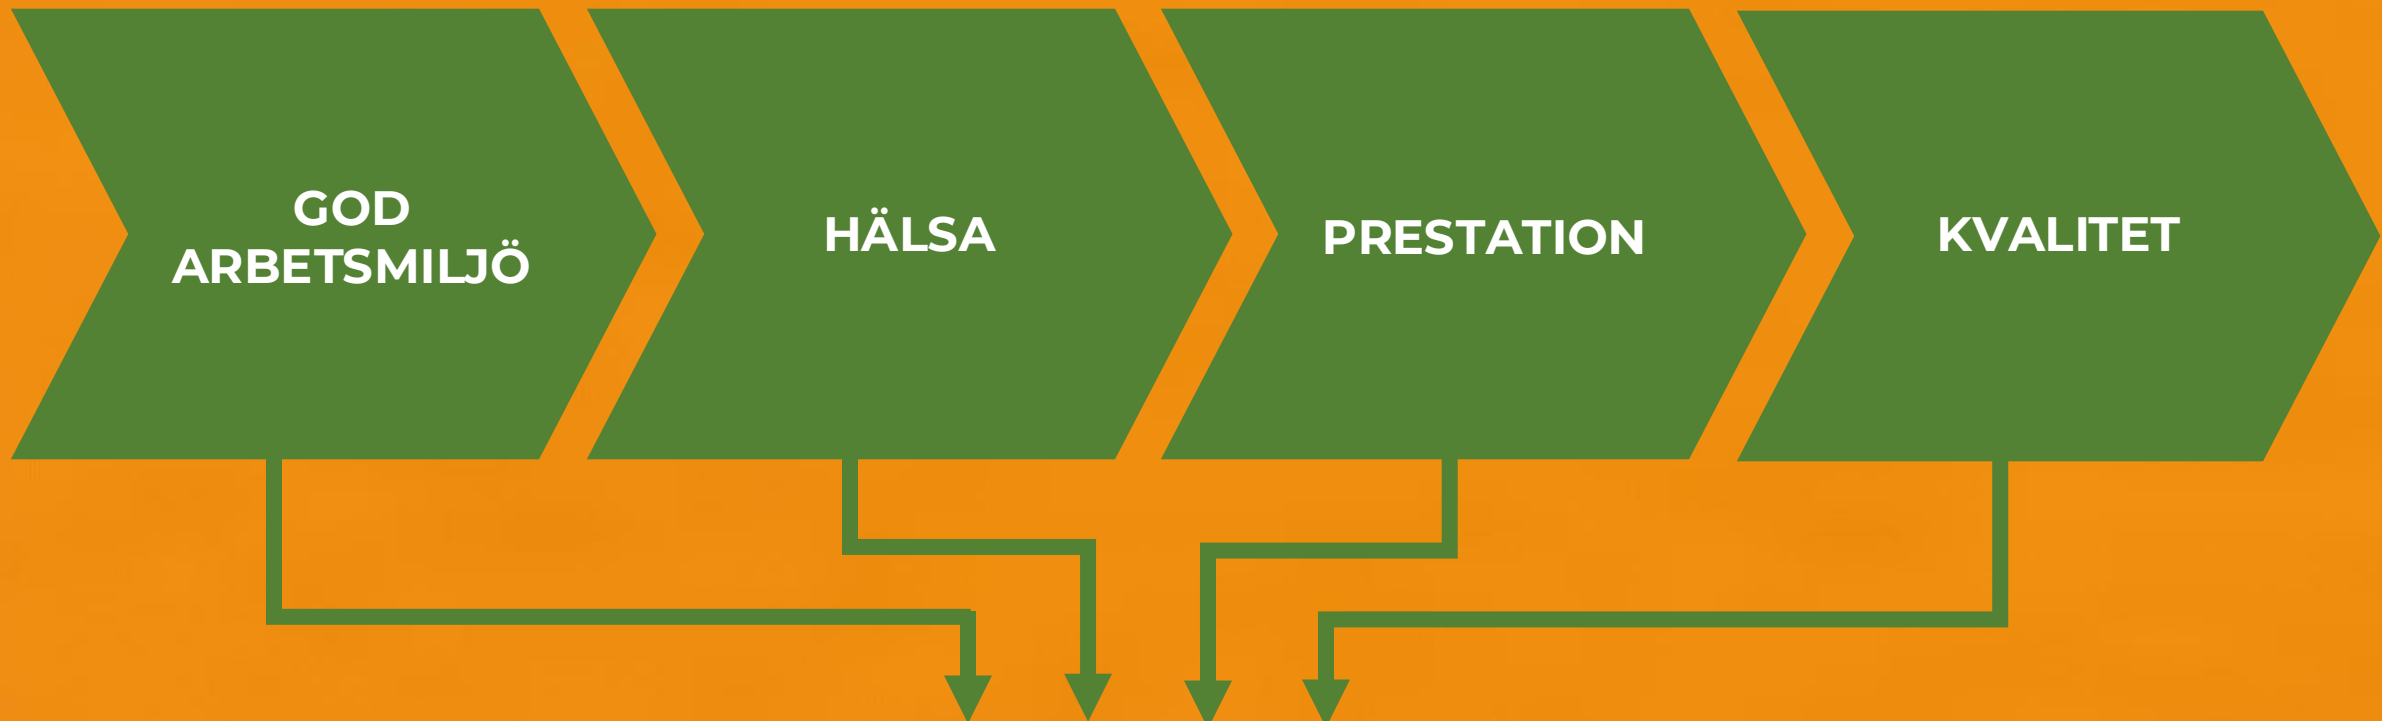 GOD
ARBETSMILJÖ
HÄLSA
PRESTATION
KVALITET